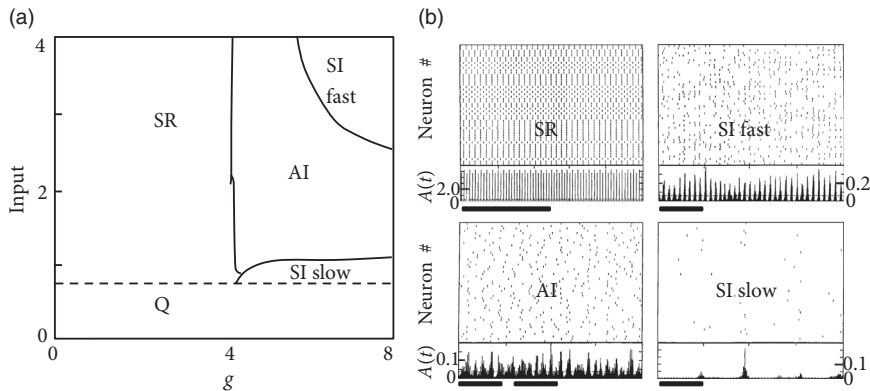 (a)
4
SI
fast
SR
Input
2
AI
SI slow
Q
0
0
4
8
g
(b)
Neuron #
SR
SI fast
A(t)
2.0
0
0.2
0
Neuron #
AI
SI slow
A(t)
0.1
0
0.1
0